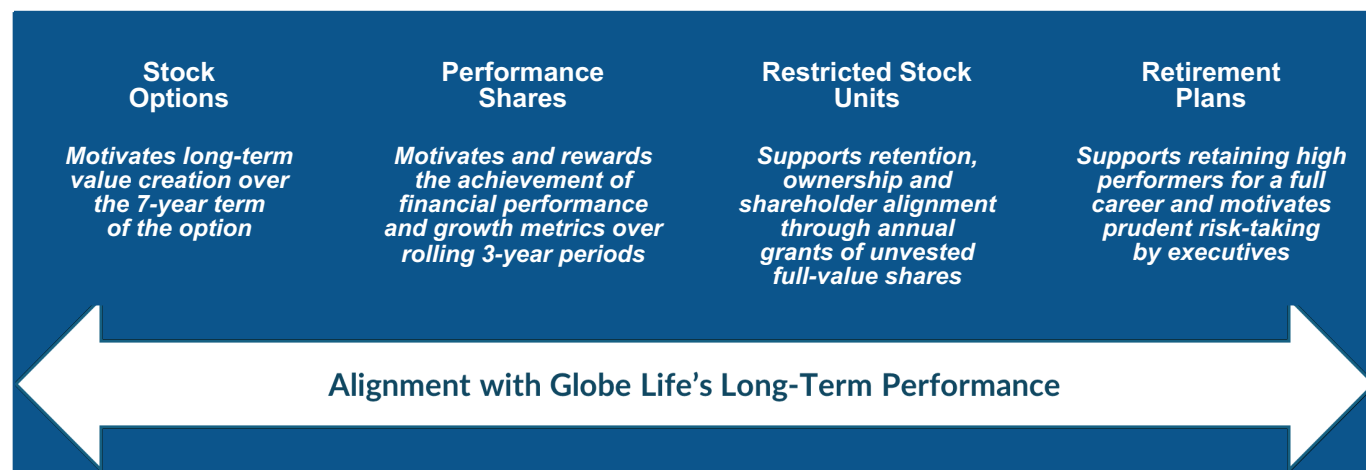 Stock
Options
Motivates long-term
value creation over
the 7-year term
of the option
Performance
Shares
Motivates and rewards
the achievement of
financial performance
and growth metrics over
rolling 3-year periods
Restricted Stock
Units
Supports retention,
ownership and
shareholder alignment
through annual
grants of unvested
full-value shares
Retirement
Plans
Supports retaining high
performers for a full
career and motivates
prudent risk-taking
by executives
Alignment with Globe Life’s Long-Term Performance